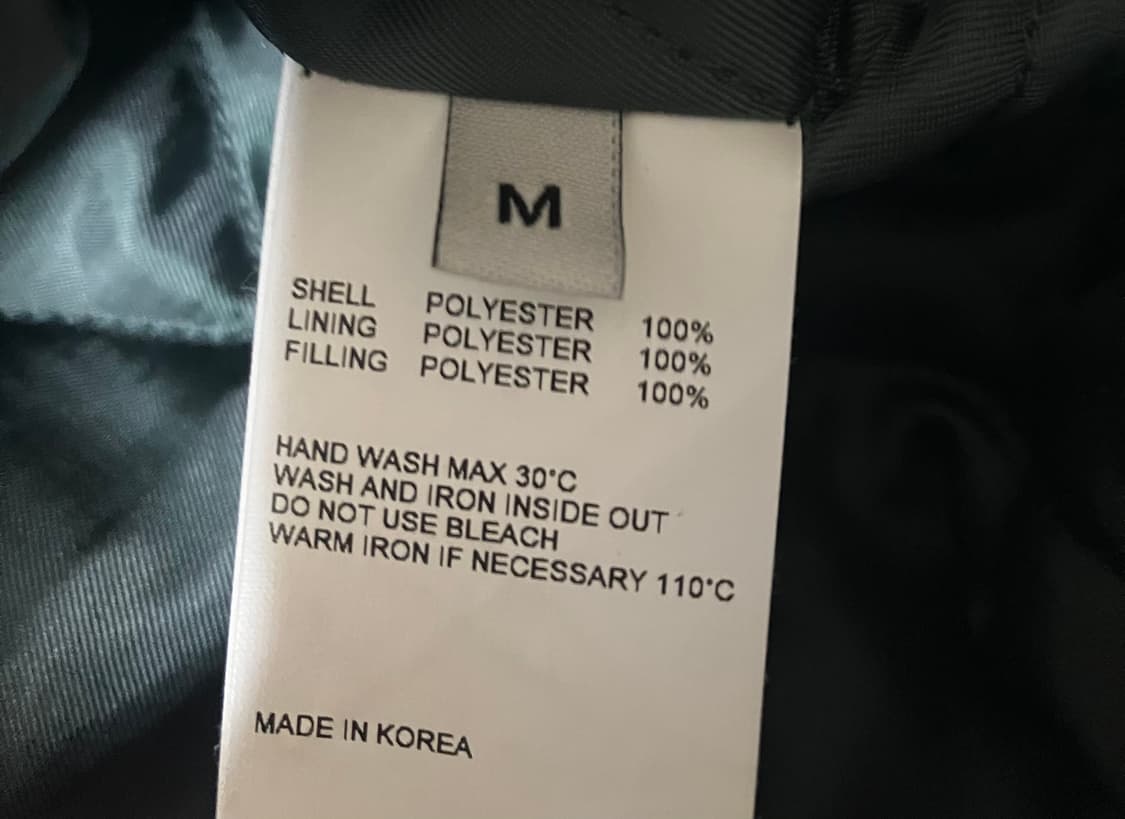 M
SHELL POLYESTER 100%
LINING POLYESTER 100%
FILLING POLYESTER 100%
HAND WASH MAX 30°C
WASH AND IRON INSIDE OUT
DO NOT USE BLEACH
WARM IRON IF NECESSARY 110°C
MADE IN KOREA